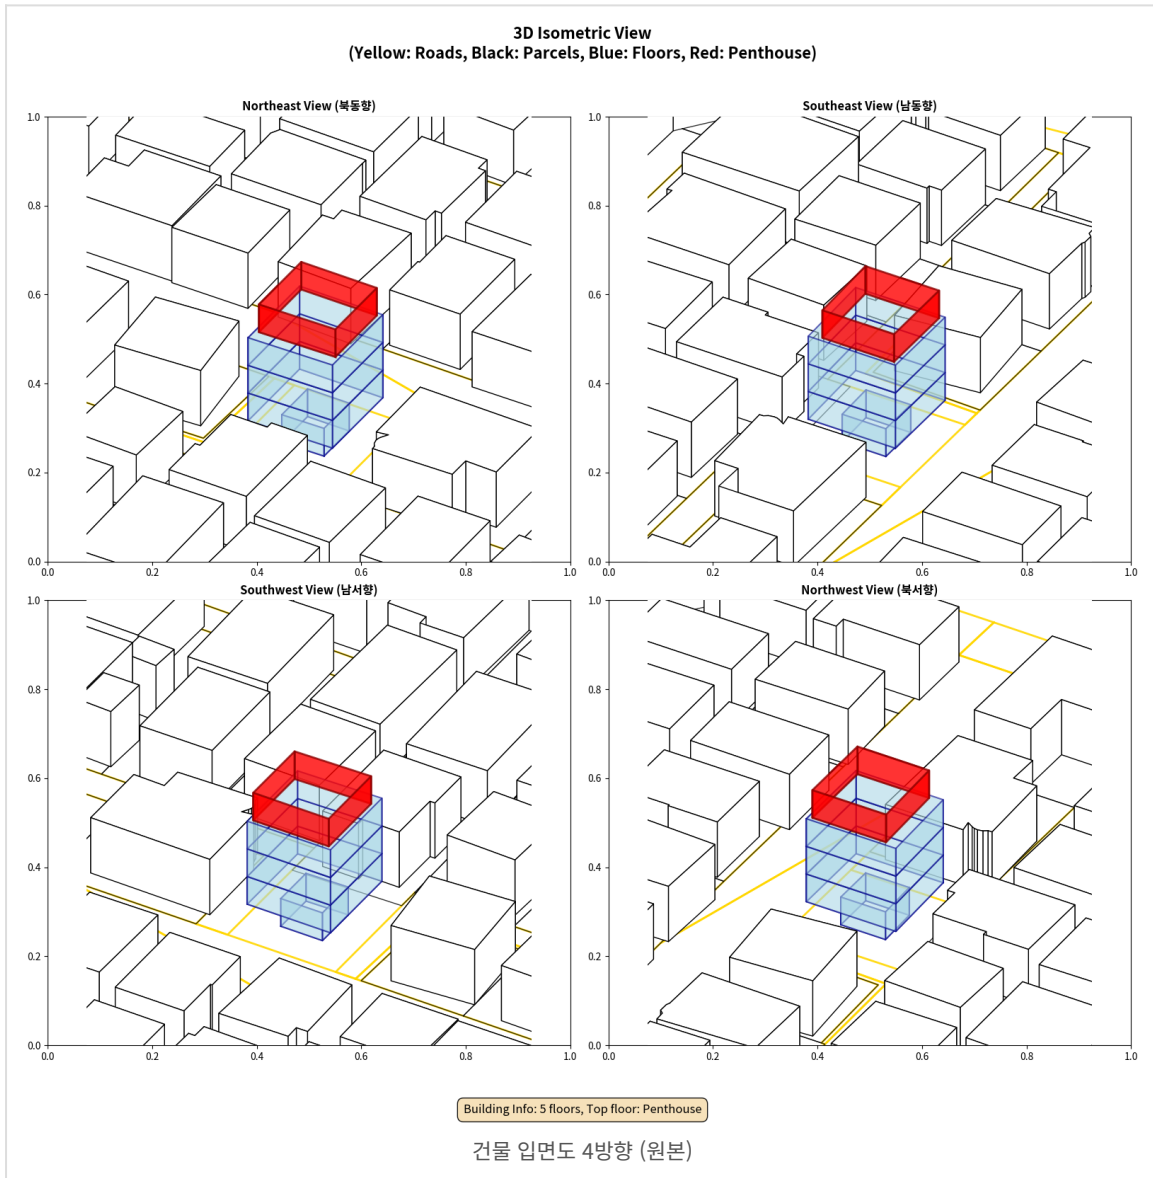 3D Isometric View
(Yellow: Roads, Black: Parcels, Blue: Floors, Red: Penthouse)
Northeast View (북동향)
1.0
0.8
0.6
0.4
0.2
0.0
0.0 0.2 0.4 0.6 0.8 1.0
Southeast View (남동향)
1.0
0.8
0.6
0.4
0.2
0.0
0.0 0.2 0.4 0.6 0.8 1.0
Southwest View (남서향)
1.0
0.8
0.6
0.4
0.2
0.0
0.0 0.2 0.4 0.6 0.8 1.0
Northwest View (북서향)
1.0
0.8
0.6
0.4
0.2
0.0
0.0 0.2 0.4 0.6 0.8 1.0
Building Info: 5 floors, Top floor: Penthouse
건물 입면도 4방향 (원본)